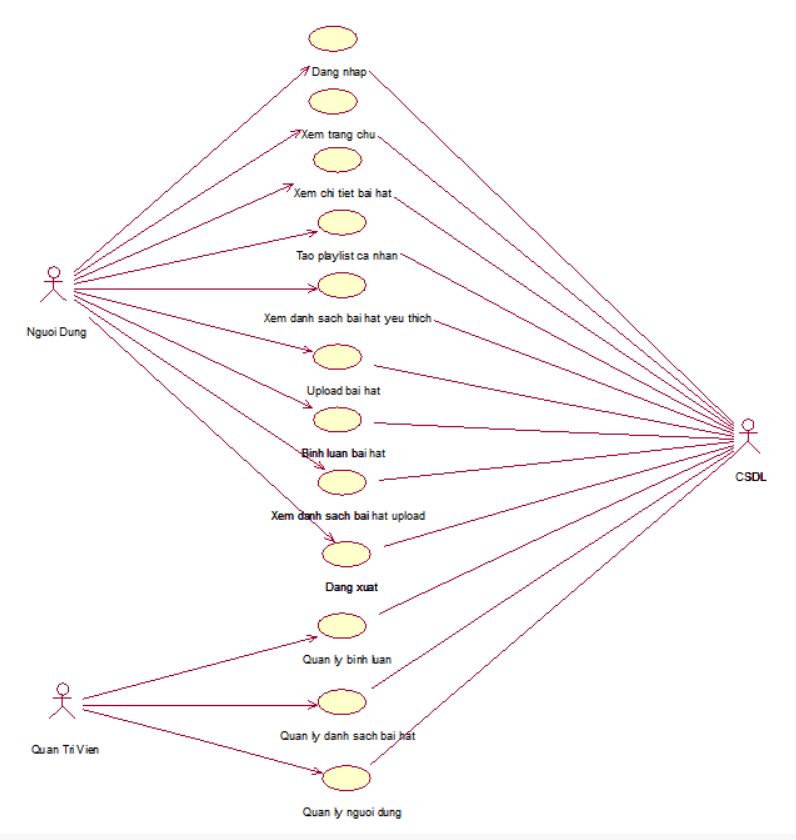 Dang nhap
Xem trang chu
Xem chi tiet bai hat
Tao playlist ca nhan
Nguoi Dung
Xem danh sach bai hat yeu thich
Upload bai hat
Binh luan bai hat
CSDL
Xem danh sach bai hat upload
Dang xuat
Quan ly binh luan
Quan ly danh sach bai hat
Quan Tri Vien
Quan ly nguoi dung